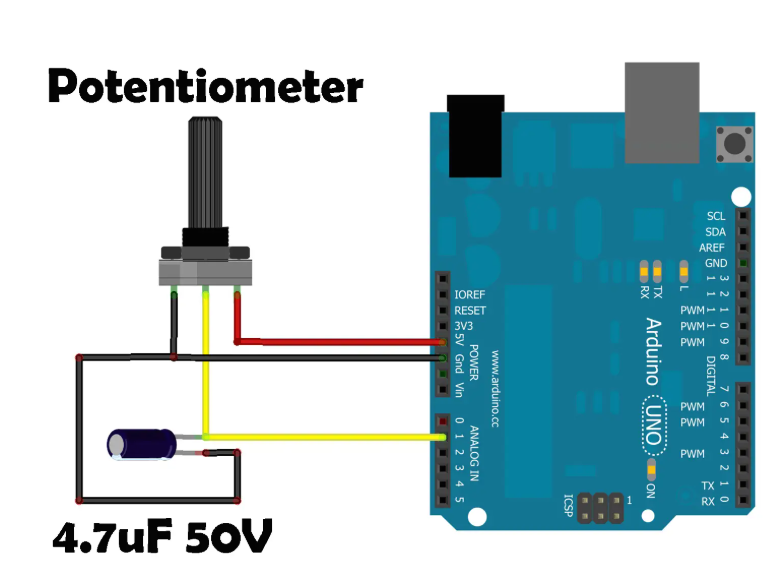 Potentiometer
4.7uF 50V
IOREF
RESET
3V3
5V
Gnd
Vin
POWER
www.arduino.cc
0
1
2
3
4
5
ANALOG IN
SCL
SDA
AREF
GND
13
12
PWM 11
PWM 10
PWM 9
8
DIGITAL
7
PWM 6
PWM 5
4
PWM 3
2
TX 1
RX 0
RX
TX
L
Arduino
UNO
ON
ICSP
1